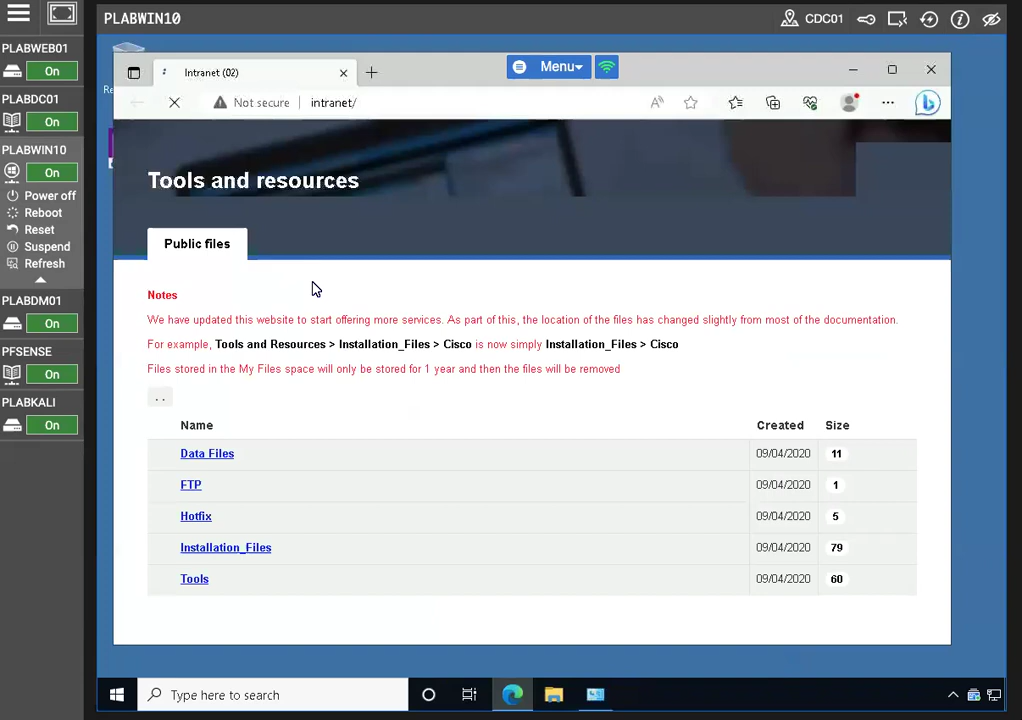 PLABWIN10
CDC01
PLABWEB01
On
PLABDC01
On
PLABWIN10
On
Power off
Reboot
Reset
Suspend
Refresh
PLABDM01
On
PFSENSE
On
PLABKALI
On
Re
Intranet (02)
Menu
Not secure
intranet/
Tools and resources
Public files
Notes
We have updated this website to start offering more services. As part of this, the location of the files has changed slightly from most of the documentation.
For example, Tools and Resources > Installation_Files > Cisco is now simply Installation_Files > Cisco
Files stored in the My Files space will only be stored for 1 year and then the files will be removed
..
Name Created Size
Data Files 09/04/2020 11
FTP 09/04/2020 1
Hotfix 09/04/2020 5
Installation_Files 09/04/2020 79
Tools 09/04/2020 60
Type here to search